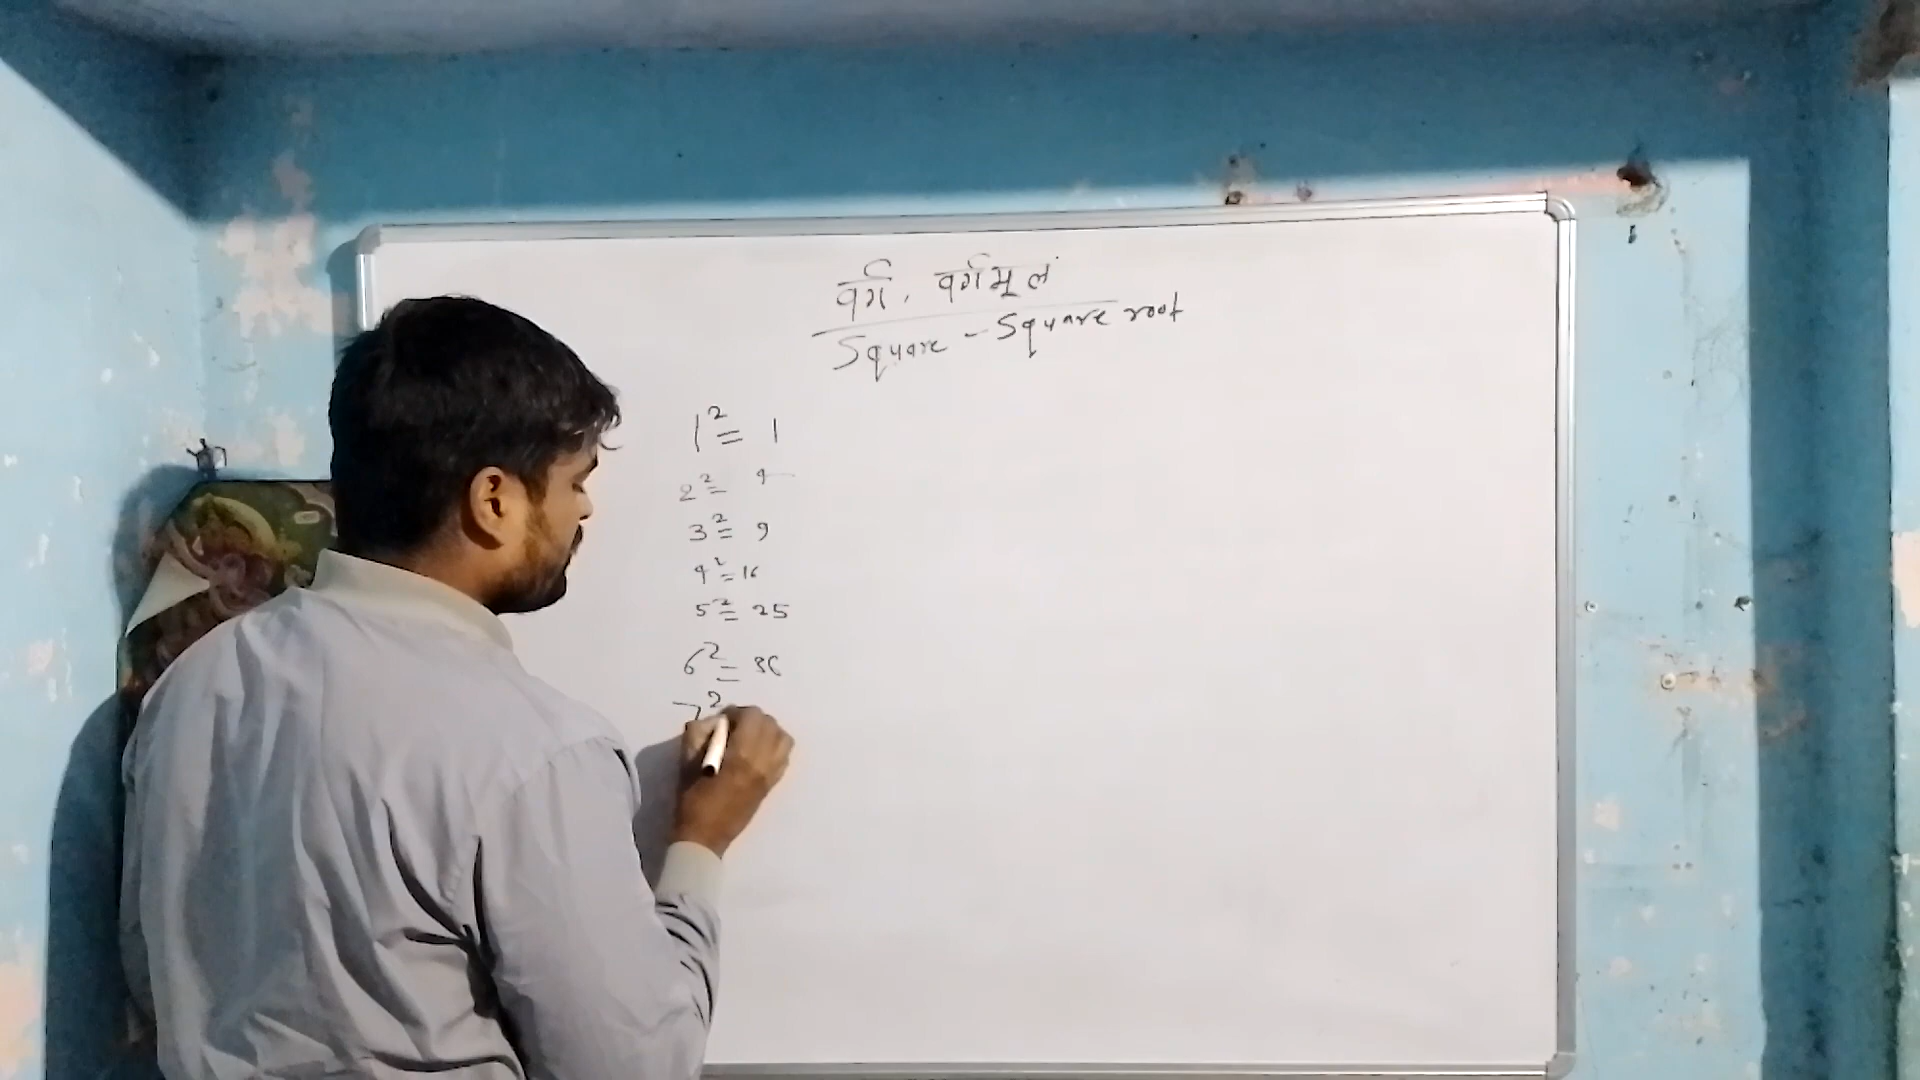 वर्ग, वर्गमूल
Square - Square root
1² = 1
2² = 4
3² = 9
4² = 16
5² = 25
6² = 36
7²